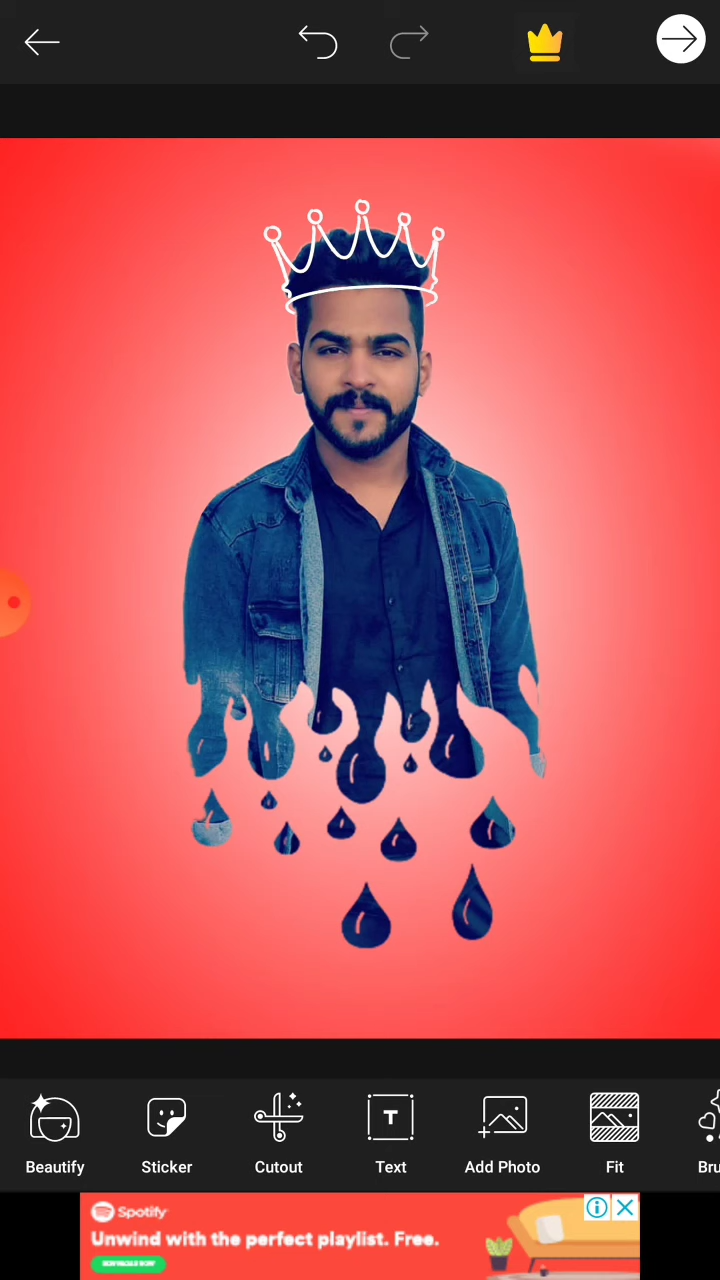 T
Beautify
Sticker
Cutout
Text
Add Photo
Fit
Bru
Spotify
Unwind with the perfect playlist. Free.